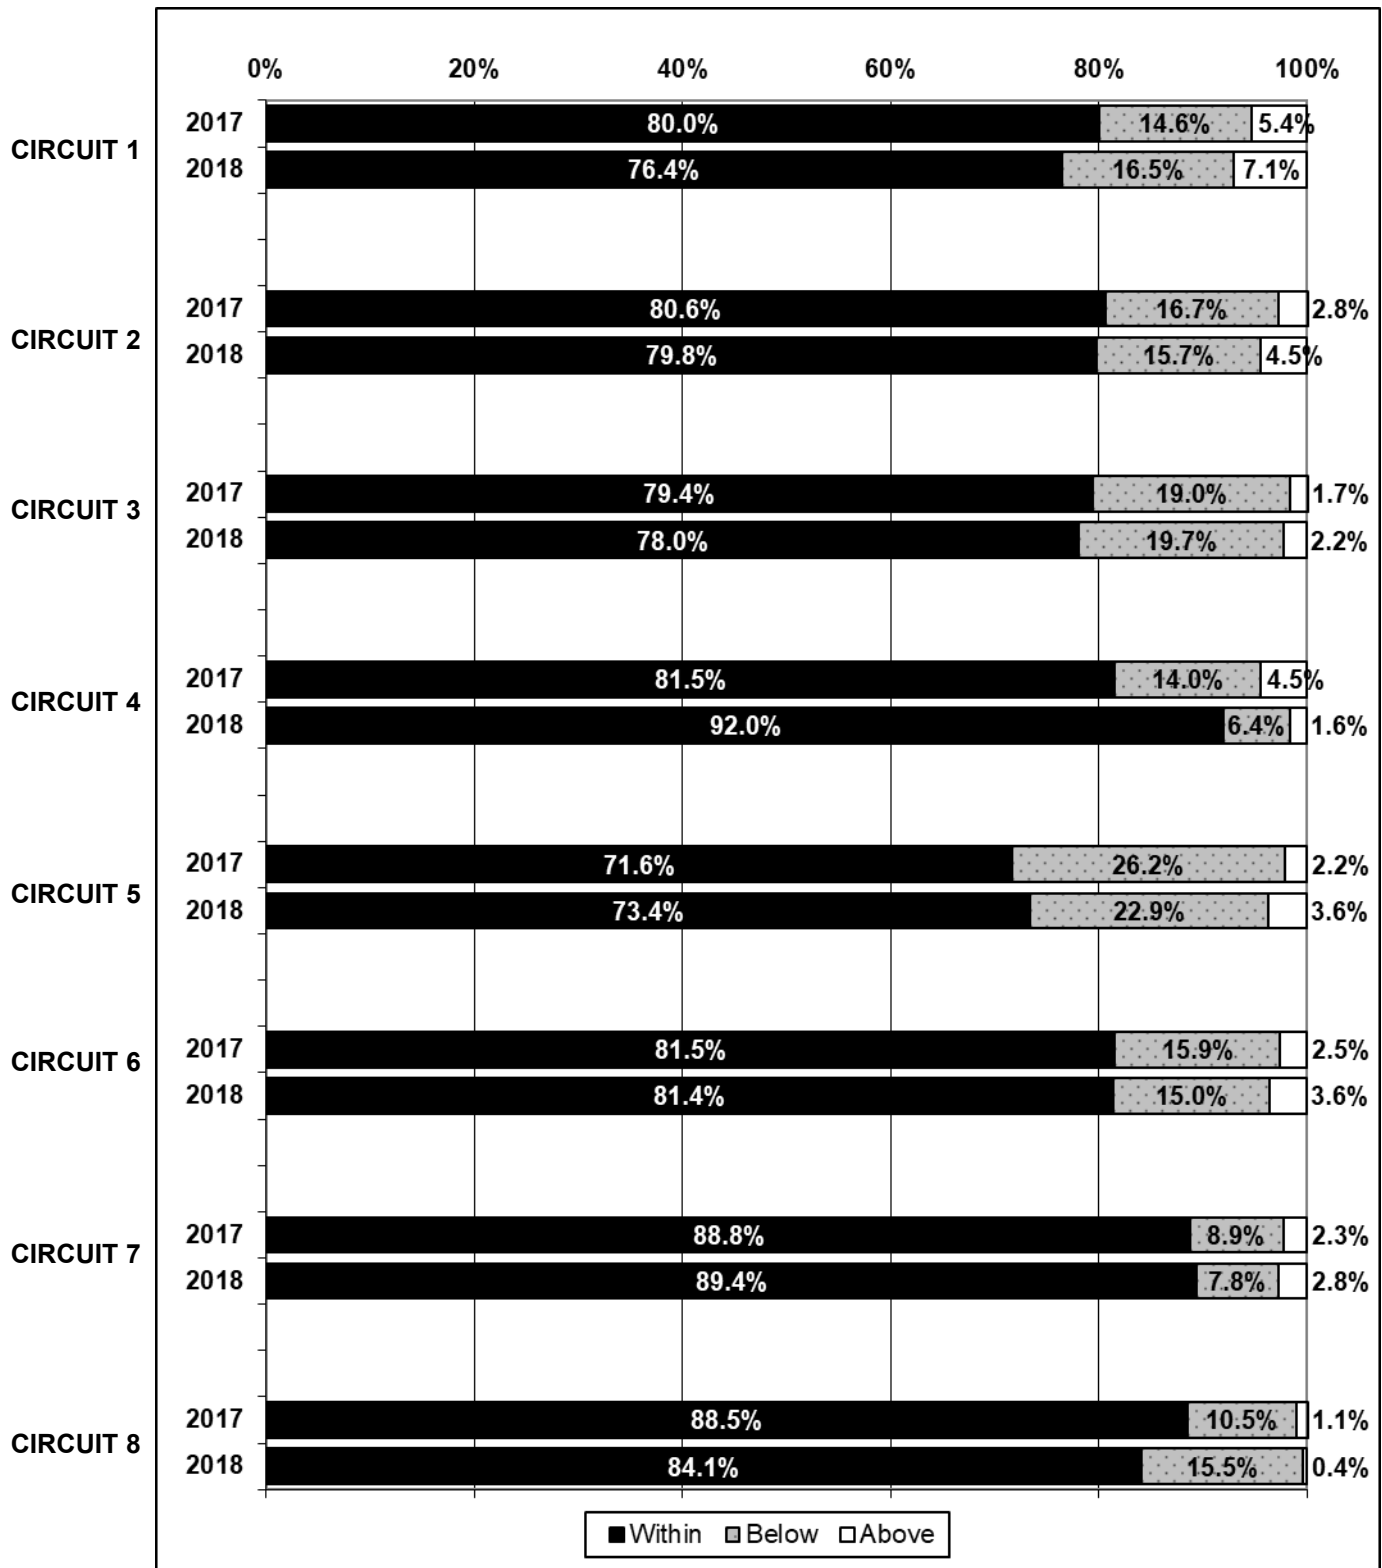 0% 20% 40% 60% 80% 100%
CIRCUIT 1
2017 80.0% 14.6% 5.4%
2018 76.4% 16.5% 7.1%
CIRCUIT 2
2017 80.6% 16.7% 2.8%
2018 79.8% 15.7% 4.5%
CIRCUIT 3
2017 79.4% 19.0% 1.7%
2018 78.0% 19.7% 2.2%
CIRCUIT 4
2017 81.5% 14.0% 4.5%
2018 92.0% 6.4% 1.6%
CIRCUIT 5
2017 71.6% 26.2% 2.2%
2018 73.4% 22.9% 3.6%
CIRCUIT 6
2017 81.5% 15.9% 2.5%
2018 81.4% 15.0% 3.6%
CIRCUIT 7
2017 88.8% 8.9% 2.3%
2018 89.4% 7.8% 2.8%
CIRCUIT 8
2017 88.5% 10.5% 1.1%
2018 84.1% 15.5% 0.4%
Within Below Above